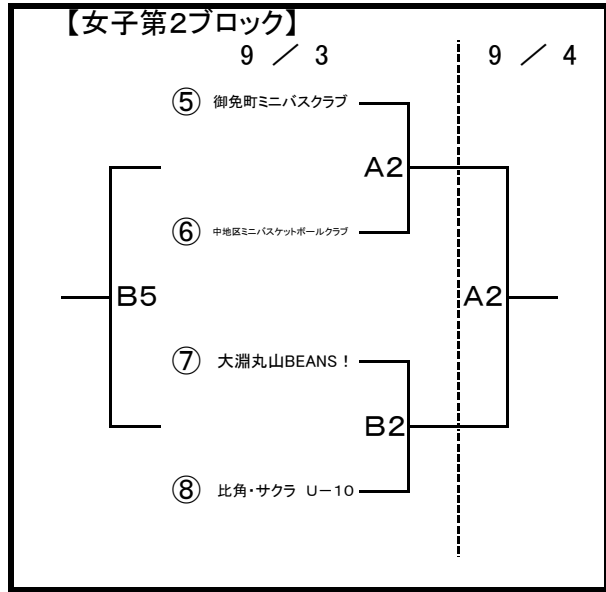 【女子第２ブロック】
９ ／ ３
９ ／ ４
⑤ 御免町ミニバスクラブ
A２
⑥ 中地区ミニバスケットボールクラブ
B５
A２
⑦ 大淵丸山BEANS！
B２
⑧ 比角・サクラ U－１０